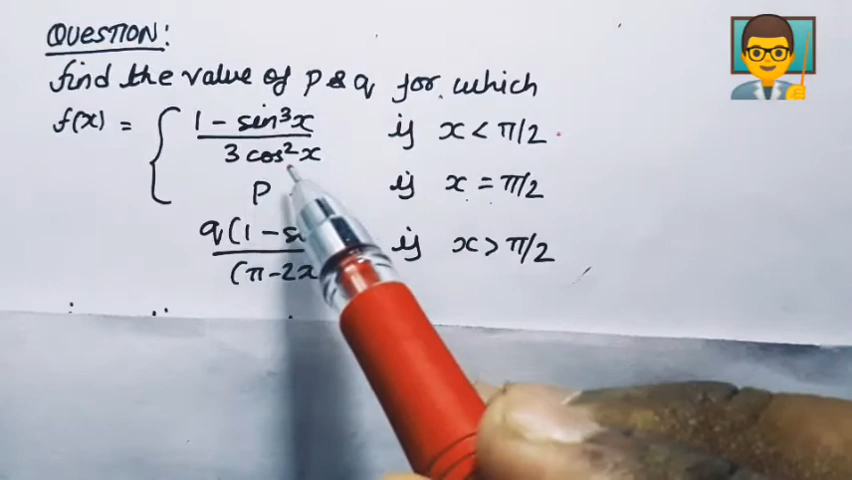 QUESTION:
find the value of p & q for which
f(x) = { 1 - sin³x / 3 cos²x if x < π/2
p if x = π/2
q(1 - / (π-2x if x > π/2